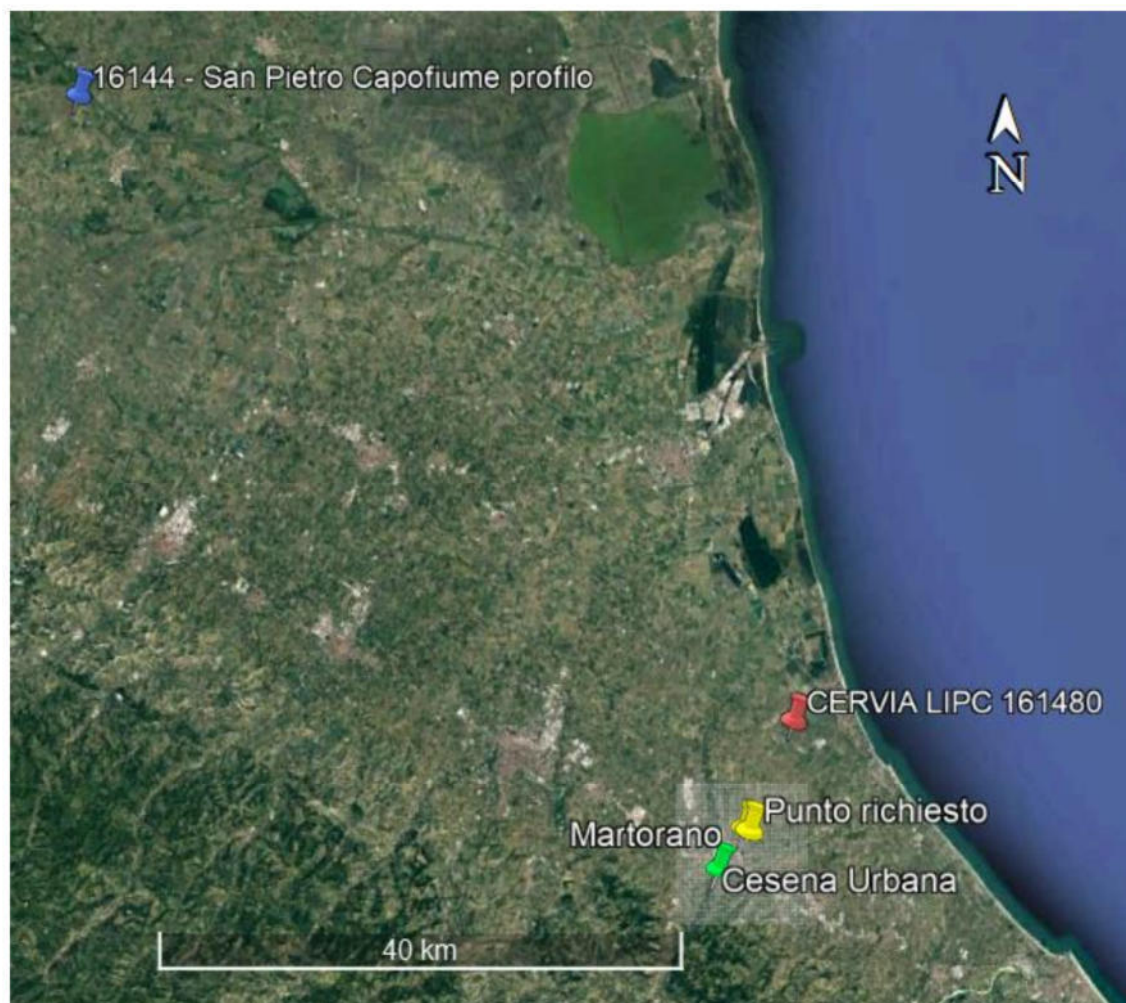 16144 - San Pietro Capofiume profilo
N
CERVIA LIPC 161480
Punto richiesto
Martorano
Cesena Urbana
40 km